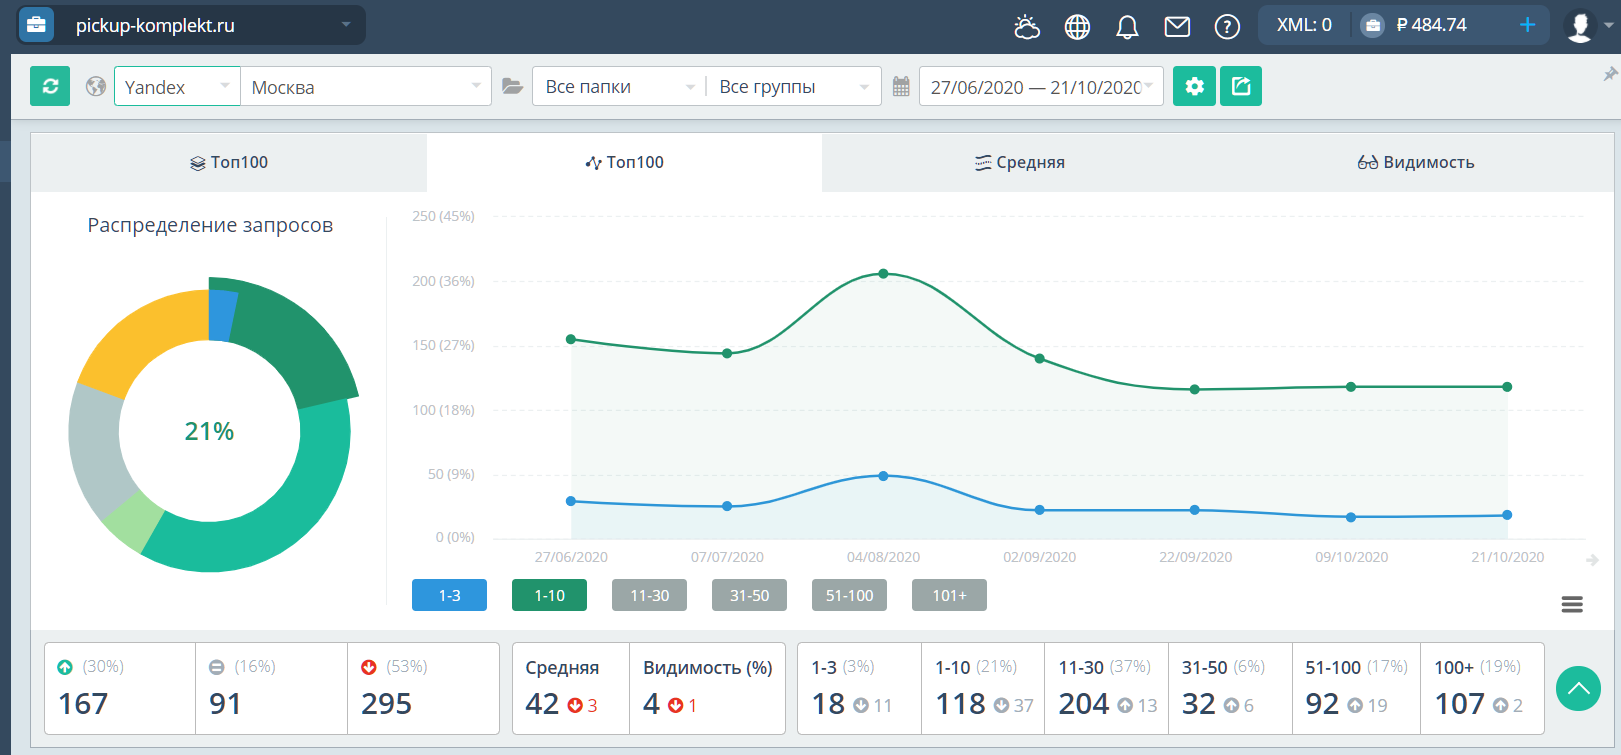 pickup-komplekt.ru
XML: 0
₽ 484.74
Yandex
Москва
Все папки
Все группы
27/06/2020 — 21/10/2020
Топ100
Топ100
Средняя
Видимость
Распределение запросов
21%
250 (45%)
200 (36%)
150 (27%)
100 (18%)
50 (9%)
0 (0%)
27/06/2020
07/07/2020
04/08/2020
02/09/2020
22/09/2020
09/10/2020
21/10/2020
1-3
1-10
11-30
31-50
51-100
101+
(30%)
167
(16%)
91
(53%)
295
Средняя
42 3
Видимость (%)
4 1
1-3 (3%)
18 11
1-10 (21%)
118 37
11-30 (37%)
204 13
31-50 (6%)
32 6
51-100 (17%)
92 19
100+ (19%)
107 2